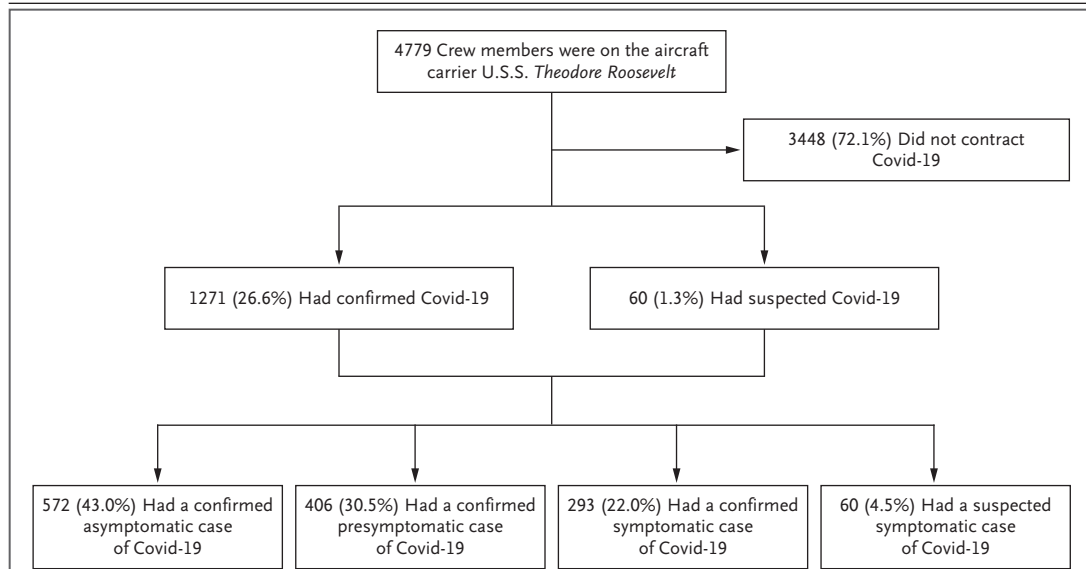 4779 Crew members were on the aircraft
carrier U.S.S. Theodore Roosevelt
3448 (72.1%) Did not contract
Covid-19
1271 (26.6%) Had confirmed Covid-19
60 (1.3%) Had suspected Covid-19
572 (43.0%) Had a confirmed
asymptomatic case
of Covid-19
406 (30.5%) Had a confirmed
presymptomatic case
of Covid-19
293 (22.0%) Had a confirmed
symptomatic case
of Covid-19
60 (4.5%) Had a suspected
symptomatic case
of Covid-19